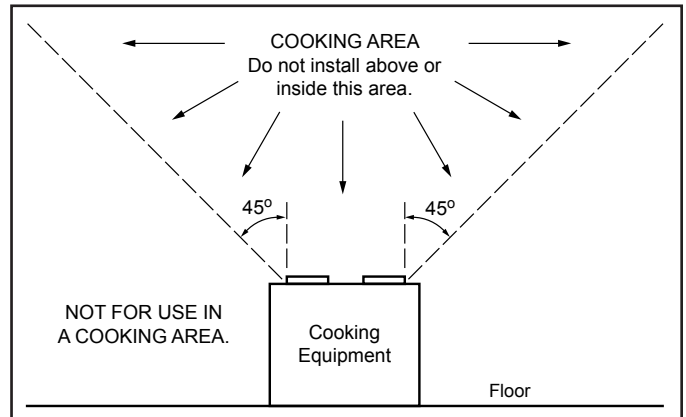 COOKING AREA
Do not install above or
inside this area.
45º
45º
NOT FOR USE IN
A COOKING AREA.
Cooking
Equipment
Floor